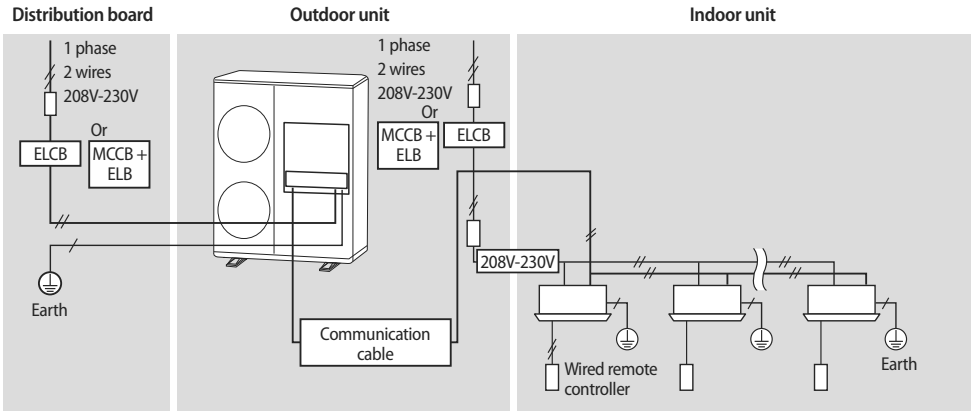 Distribution board
Outdoor unit
Indoor unit
1 phase
2 wires
208V-230V
Or
ELCB
MCCB +
ELB
Earth
1 phase
2 wires
208V-230V
Or
MCCB +
ELB
ELCB
208V-230V
Communication
cable
Wired remote
controller
Earth